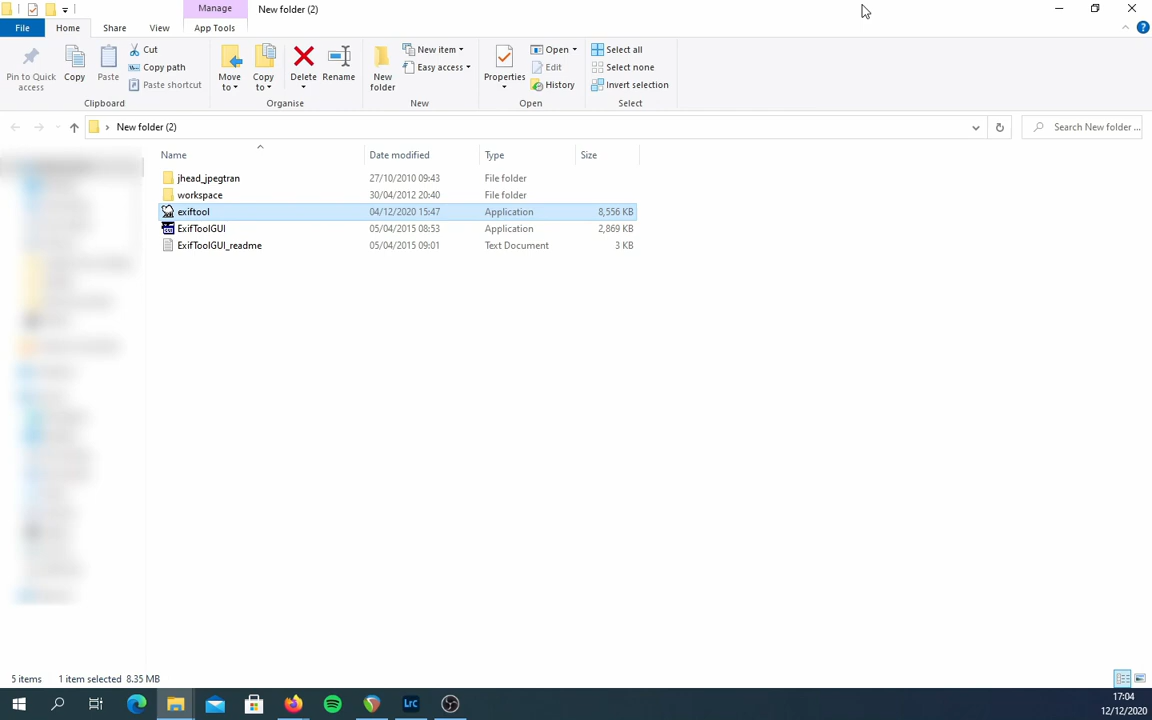 Manage
New folder (2)
File
Home
Share
View
App Tools
Pin to Quick access
Copy
Paste
Cut
Copy path
Paste shortcut
Clipboard
Move to
Copy to
Delete
Rename
Organise
New folder
New item
Easy access
New
Properties
Open
Edit
History
Open
Select all
Select none
Invert selection
Select
New folder (2)
Search New folder ...
Name Date modified Type Size
jhead_jpegtran 27/10/2010 09:43 File folder
workspace 30/04/2012 20:40 File folder
exiftool 04/12/2020 15:47 Application 8,556 KB
ExifToolGUI 05/04/2015 08:53 Application 2,869 KB
ExifToolGUI_readme 05/04/2015 09:01 Text Document 3 KB
5 items 1 item selected 8.35 MB
Lrc
17:04
12/12/2020